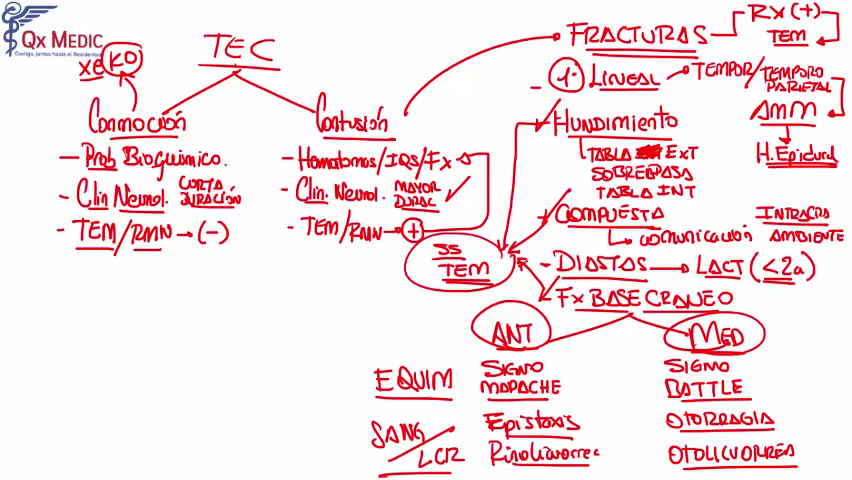 Qx MEDIC
Contigo, juntos hasta el Residentado
TEC
xe KO
Conmoción
- Prob Bioquímico.
- Clin Neurol. CORTA DURACIÓN
- TEM/RMN → (-)
Contusión
- Hematomas/IQS/Fx
- Clin. Neurol. MAYOR DURAC
- TEM/RMN → +
SS
TEM
FRACTURAS
RX (+)
TEM
- 1º LINEAL → TEMPOR/TEMPORO PARIETAL
AMM
H. Epidural
HUNDIMIENTO
TABLA EXT
SOBREPASA
TABLA INT
COMPUESTA
COMUNICACIÓN
INTRACRA
AMBIENTE
- DIASTAS → LACT (<2a)
Fx BASE CRANEO
ANT
MED
EQUIM
SIGNO MAPACHE
SIGNO BATTLE
SANG/LCR
Epistaxis
OTORRAGIA
Rinolicuorrea
OTOLICUORREA